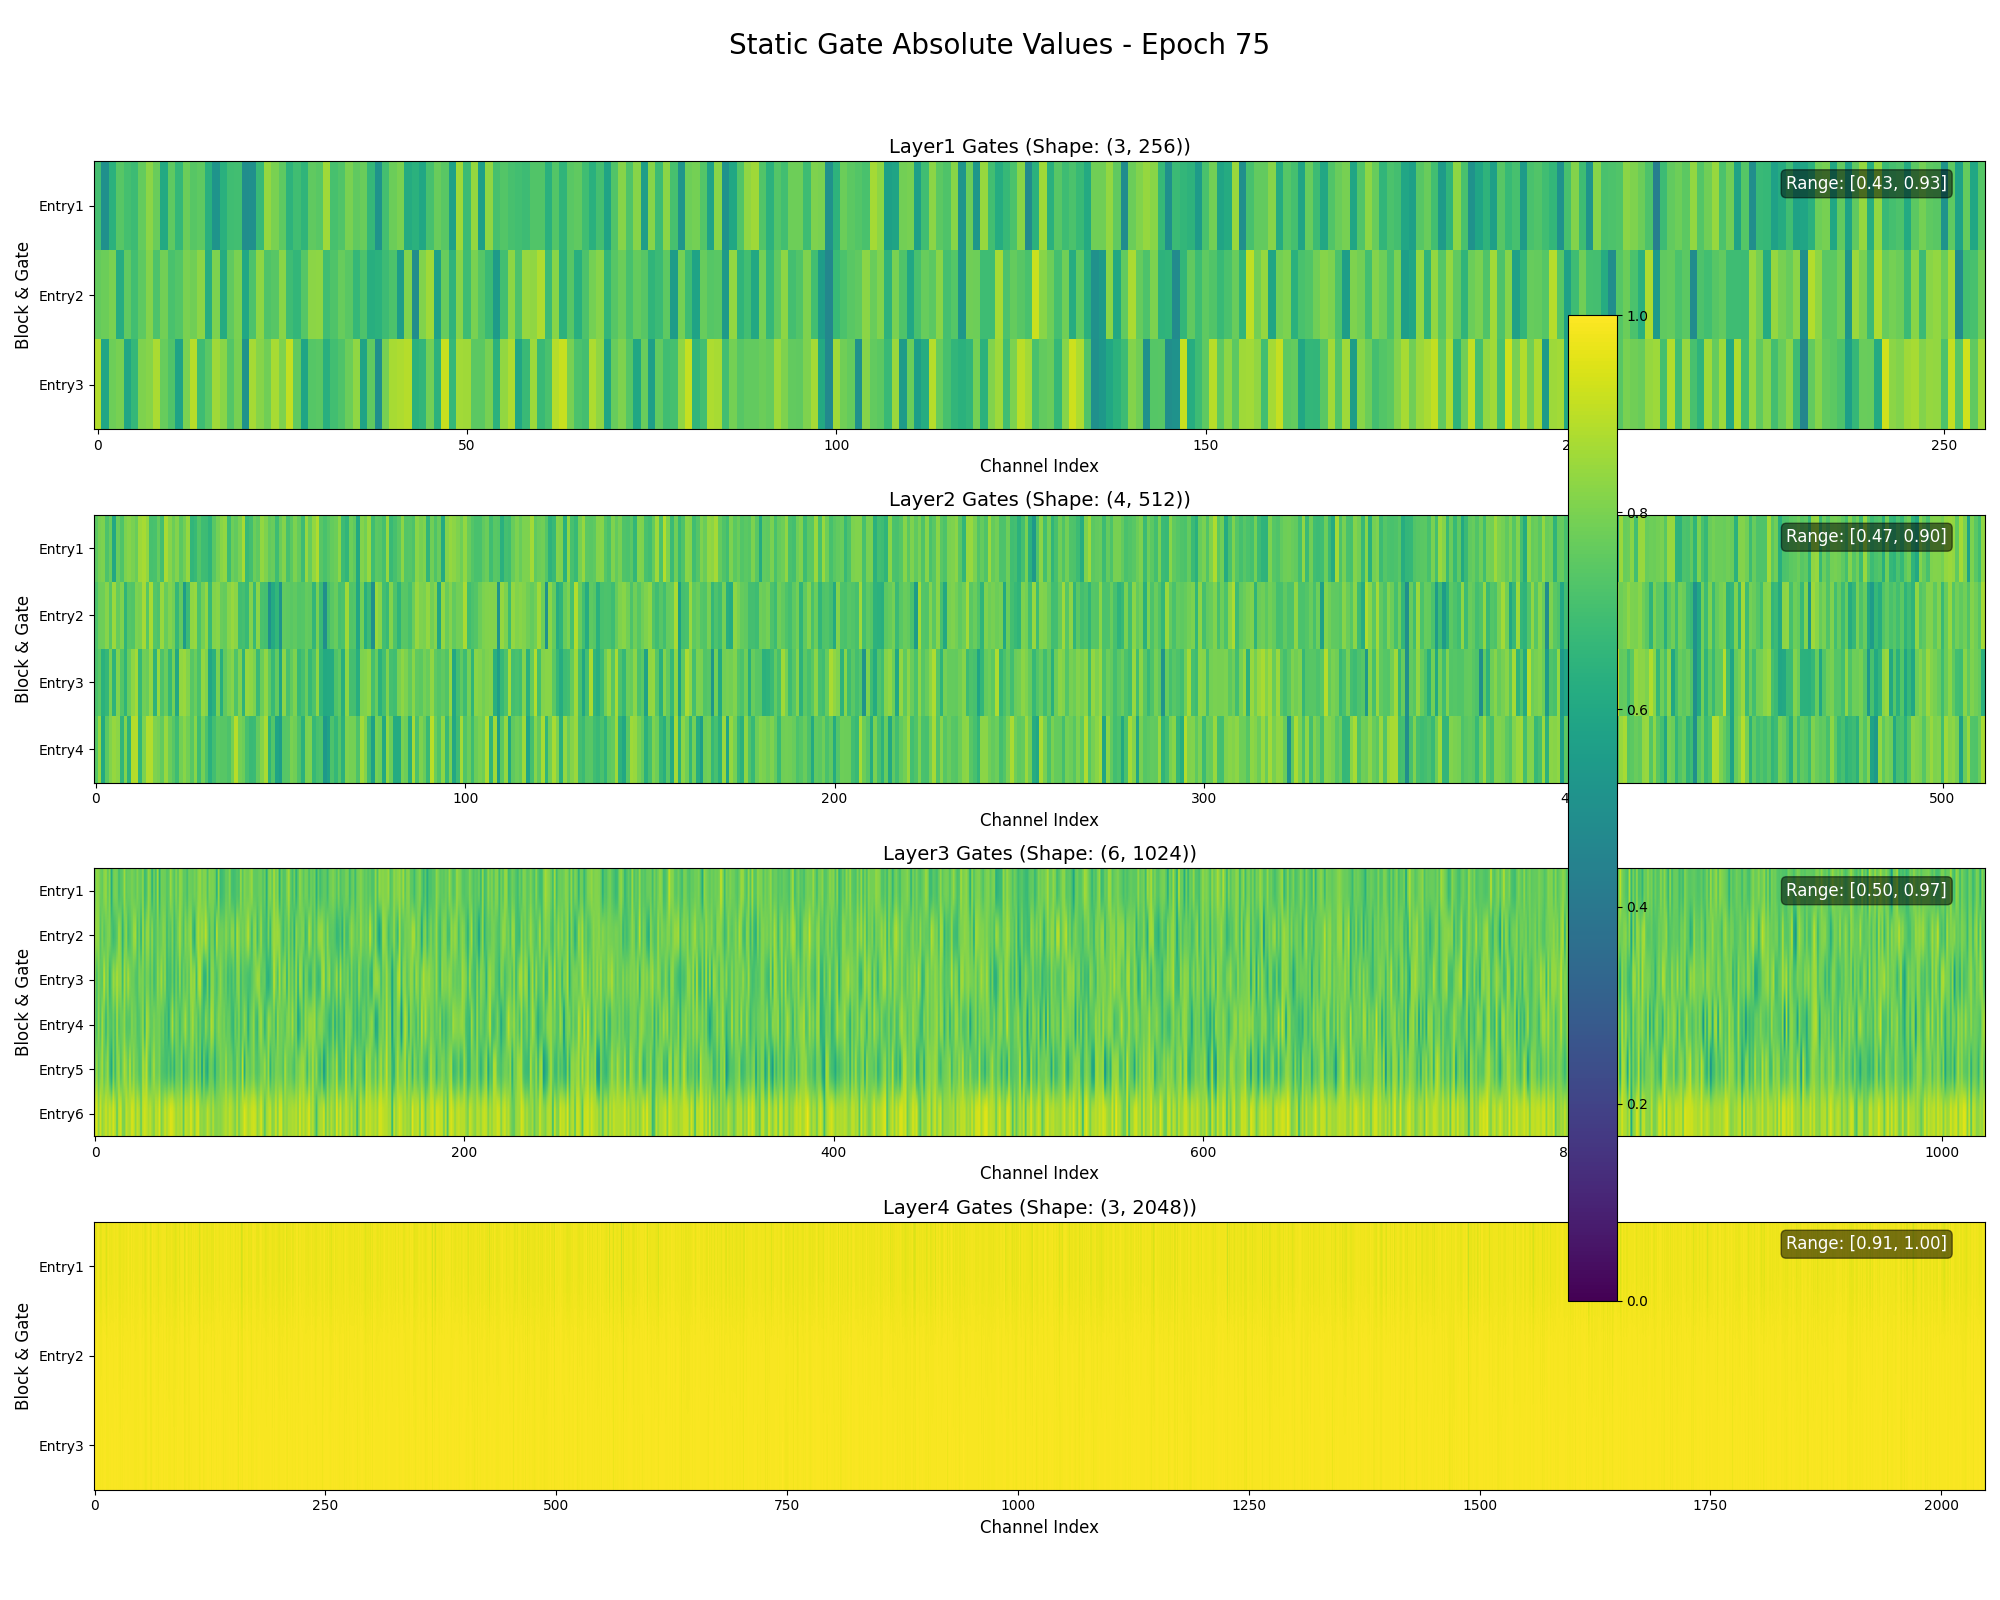 Static Gate Absolute Values - Epoch 75
Layer1 Gates (Shape: (3, 256))
Block & Gate
Entry1
Entry2
Entry3
Range: [0.43, 0.93]
0 50 100 150 250
Channel Index
Layer2 Gates (Shape: (4, 512))
Block & Gate
Entry1
Entry2
Entry3
Entry4
Range: [0.47, 0.90]
0 100 200 300 500
Channel Index
Layer3 Gates (Shape: (6, 1024))
Block & Gate
Entry1
Entry2
Entry3
Entry4
Entry5
Entry6
Range: [0.50, 0.97]
0 200 400 600 1000
Channel Index
Layer4 Gates (Shape: (3, 2048))
Block & Gate
Entry1
Entry2
Entry3
Range: [0.91, 1.00]
0 250 500 750 1000 1250 1500 1750 2000
Channel Index
1.0
0.8
0.6
0.4
0.2
0.0